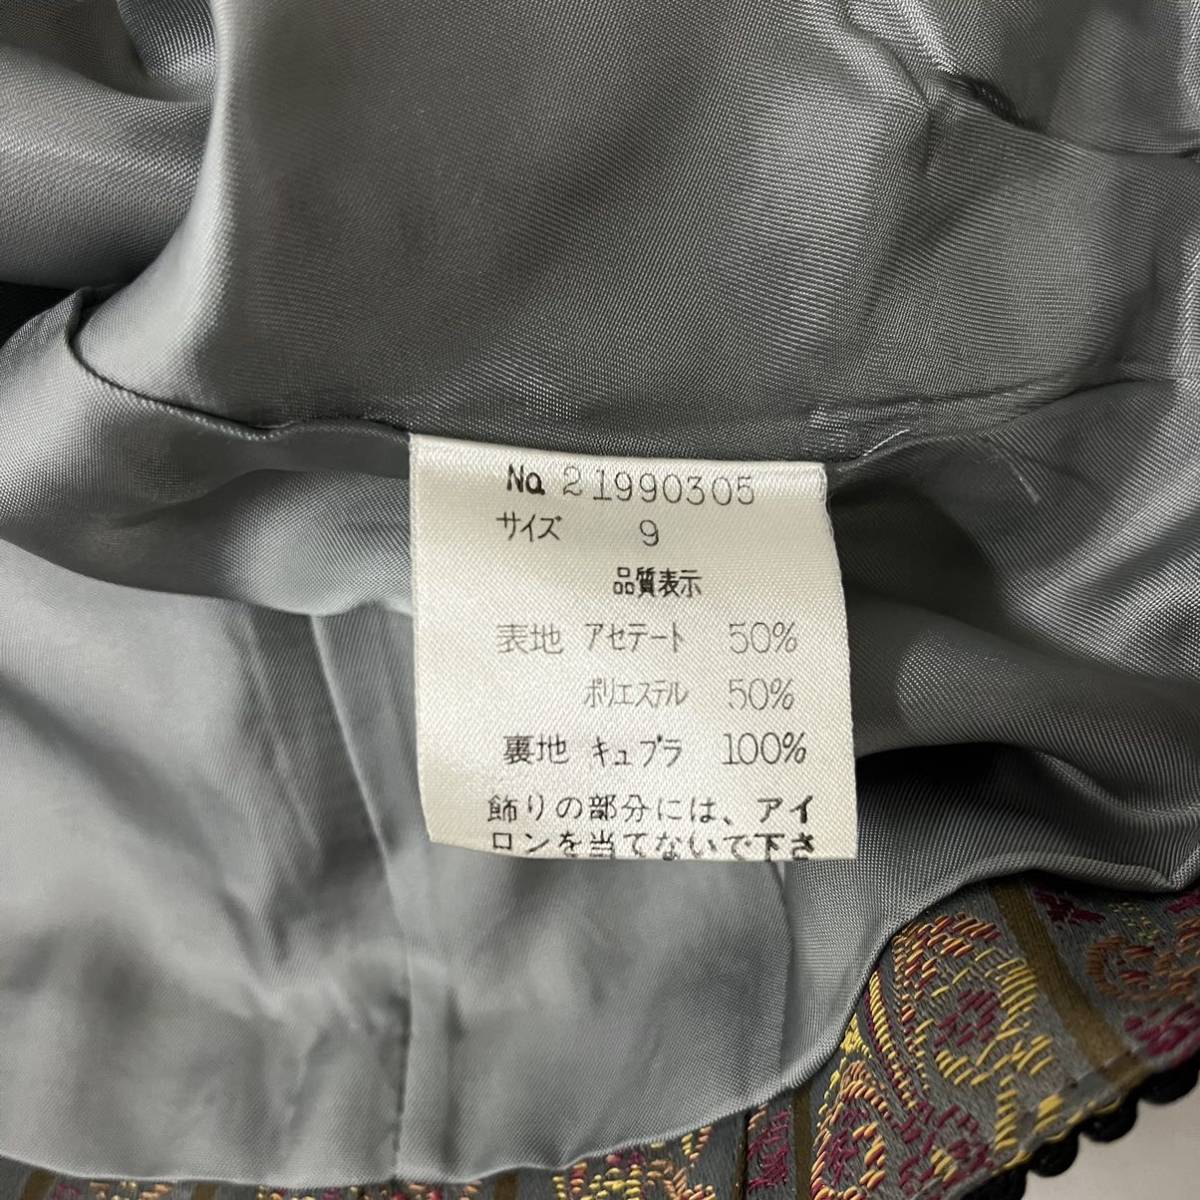 No. 21990305
サイズ 9
品質表示
表地 アセテート 50%
ポリエステル 50%
裏地 キュプラ 100%
飾りの部分には、アイ
ロンを当てないで下さ